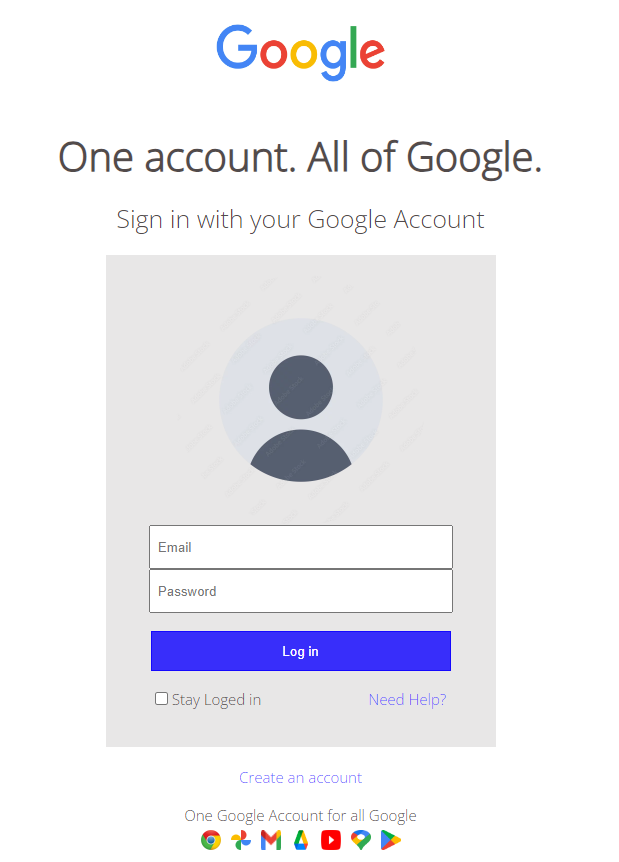 Google
One account. All of Google.
Sign in with your Google Account
Email
Password
Log in
Stay Loged in Need Help?
Create an account
One Google Account for all Google